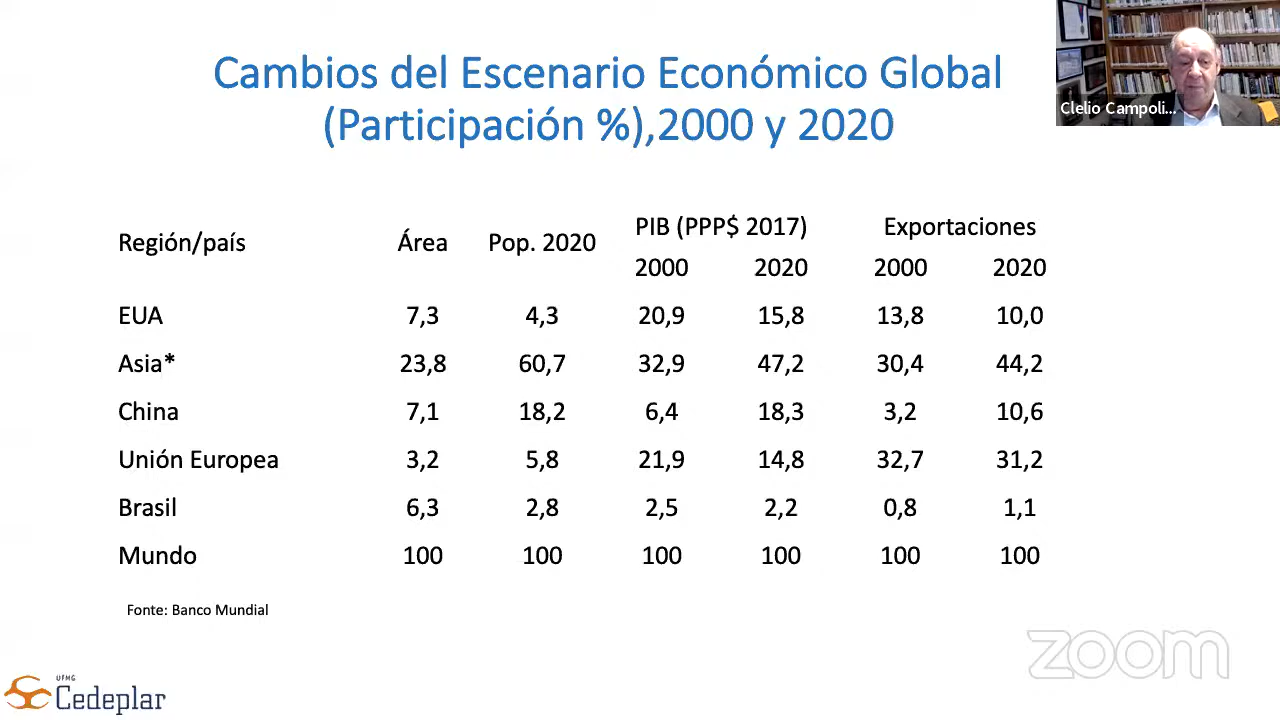 Cambios del Escenario Económico Global
(Participación %),2000 y 2020
Clelio Campoli...
Región/país Área Pop. 2020 PIB (PPP$ 2017) Exportaciones
2000 2020 2000 2020
EUA 7,3 4,3 20,9 15,8 13,8 10,0
Asia* 23,8 60,7 32,9 47,2 30,4 44,2
China 7,1 18,2 6,4 18,3 3,2 10,6
Unión Europea 3,2 5,8 21,9 14,8 32,7 31,2
Brasil 6,3 2,8 2,5 2,2 0,8 1,1
Mundo 100 100 100 100 100 100
Fonte: Banco Mundial
zoom
UFMG
Cedeplar